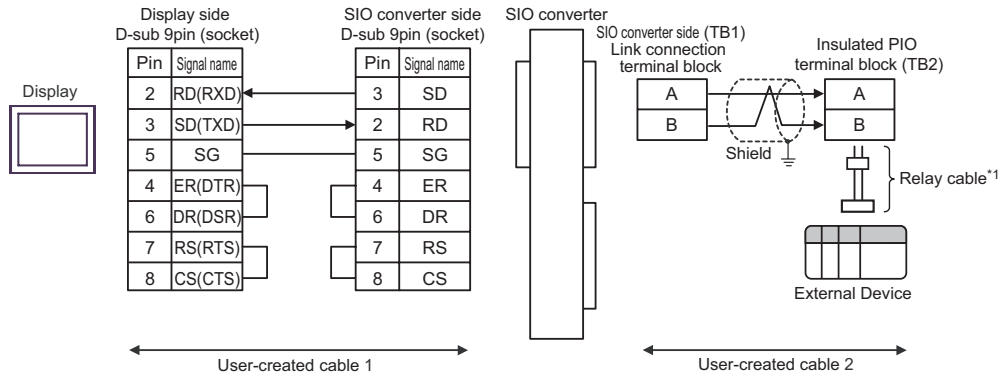 Display
Display side
D-sub 9pin (socket)
Pin Signal name
2 RD(RXD)
3 SD(TXD)
5 SG
4 ER(DTR)
6 DR(DSR)
7 RS(RTS)
8 CS(CTS)
SIO converter side
D-sub 9pin (socket)
Pin Signal name
3 SD
2 RD
5 SG
4 ER
6 DR
7 RS
8 CS
User-created cable 1
SIO converter
SIO converter side (TB1)
Link connection
terminal block
A
B
Shield
Insulated PIO
terminal block (TB2)
A
B
Relay cable*1
External Device
User-created cable 2